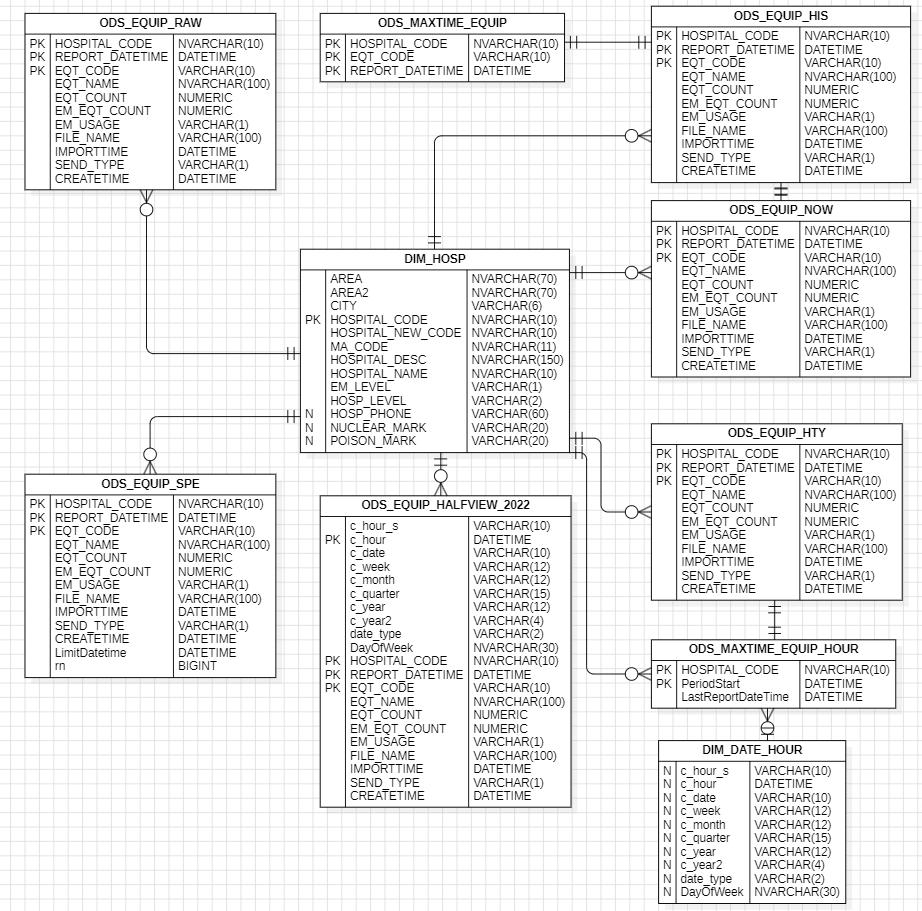 ODS_EQUIP_RAW
PK HOSPITAL_CODE NVARCHAR(10)
PK REPORT_DATETIME DATETIME
PK EQT_CODE VARCHAR(10)
EQT_NAME NVARCHAR(100)
EQT_COUNT NUMERIC
EM_EQT_COUNT NUMERIC
EM_USAGE VARCHAR(1)
FILE_NAME VARCHAR(100)
IMPORTTIME DATETIME
SEND_TYPE VARCHAR(1)
CREATETIME DATETIME
ODS_MAXTIME_EQUIP
PK HOSPITAL_CODE NVARCHAR(10)
PK EQT_CODE VARCHAR(10)
PK REPORT_DATETIME DATETIME
ODS_EQUIP_HIS
PK HOSPITAL_CODE NVARCHAR(10)
PK REPORT_DATETIME DATETIME
PK EQT_CODE VARCHAR(10)
EQT_NAME NVARCHAR(100)
EQT_COUNT NUMERIC
EM_EQT_COUNT NUMERIC
EM_USAGE VARCHAR(1)
FILE_NAME VARCHAR(100)
IMPORTTIME DATETIME
SEND_TYPE VARCHAR(1)
CREATETIME DATETIME
ODS_EQUIP_NOW
PK HOSPITAL_CODE NVARCHAR(10)
PK REPORT_DATETIME DATETIME
PK EQT_CODE VARCHAR(10)
EQT_NAME NVARCHAR(100)
EQT_COUNT NUMERIC
EM_EQT_COUNT NUMERIC
EM_USAGE VARCHAR(1)
FILE_NAME VARCHAR(100)
IMPORTTIME DATETIME
SEND_TYPE VARCHAR(1)
CREATETIME DATETIME
DIM_HOSP
AREA NVARCHAR(70)
AREA2 NVARCHAR(70)
CITY VARCHAR(6)
PK HOSPITAL_CODE NVARCHAR(10)
HOSPITAL_NEW_CODE NVARCHAR(10)
MA_CODE NVARCHAR(11)
HOSPITAL_DESC NVARCHAR(150)
HOSPITAL_NAME NVARCHAR(10)
EM_LEVEL VARCHAR(1)
HOSP_LEVEL VARCHAR(2)
N HOSP_PHONE VARCHAR(60)
N NUCLEAR_MARK VARCHAR(20)
N POISON_MARK VARCHAR(20)
ODS_EQUIP_SPE
PK HOSPITAL_CODE NVARCHAR(10)
PK REPORT_DATETIME DATETIME
PK EQT_CODE VARCHAR(10)
EQT_NAME NVARCHAR(100)
EQT_COUNT NUMERIC
EM_EQT_COUNT NUMERIC
EM_USAGE VARCHAR(1)
FILE_NAME VARCHAR(100)
IMPORTTIME DATETIME
SEND_TYPE VARCHAR(1)
CREATETIME DATETIME
LimitDatetime DATETIME
rn BIGINT
ODS_EQUIP_HALFVIEW_2022
c_hour_s VARCHAR(10)
PK c_hour DATETIME
c_date VARCHAR(10)
c_week VARCHAR(12)
c_month VARCHAR(12)
c_quarter VARCHAR(15)
c_year VARCHAR(12)
c_year2 VARCHAR(4)
date_type VARCHAR(2)
DayOfWeek NVARCHAR(30)
PK HOSPITAL_CODE NVARCHAR(10)
PK REPORT_DATETIME DATETIME
PK EQT_CODE VARCHAR(10)
EQT_NAME NVARCHAR(100)
EQT_COUNT NUMERIC
EM_EQT_COUNT NUMERIC
EM_USAGE VARCHAR(1)
FILE_NAME VARCHAR(100)
IMPORTTIME DATETIME
SEND_TYPE VARCHAR(1)
CREATETIME DATETIME
ODS_EQUIP_HTY
PK HOSPITAL_CODE NVARCHAR(10)
PK REPORT_DATETIME DATETIME
PK EQT_CODE VARCHAR(10)
EQT_NAME NVARCHAR(100)
EQT_COUNT NUMERIC
EM_EQT_COUNT NUMERIC
EM_USAGE VARCHAR(1)
FILE_NAME VARCHAR(100)
IMPORTTIME DATETIME
SEND_TYPE VARCHAR(1)
CREATETIME DATETIME
ODS_MAXTIME_EQUIP_HOUR
PK HOSPITAL_CODE NVARCHAR(10)
PK PeriodStart DATETIME
LastReportDateTime DATETIME
DIM_DATE_HOUR
N c_hour_s VARCHAR(10)
N c_hour DATETIME
N c_date VARCHAR(10)
N c_week VARCHAR(12)
N c_month VARCHAR(12)
N c_quarter VARCHAR(15)
N c_year VARCHAR(12)
N c_year2 VARCHAR(4)
N date_type VARCHAR(2)
N DayOfWeek NVARCHAR(30)